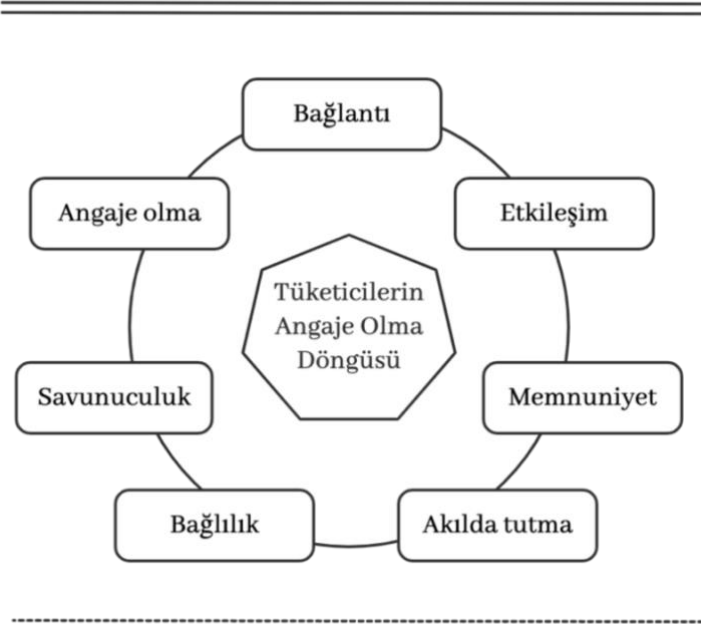 Bağlantı
Etkileşim
Memnuniyet
Akılda tutma
Bağlılık
Savunuculuk
Angaje olma
Tüketicilerin
Angaje Olma
Döngüsü